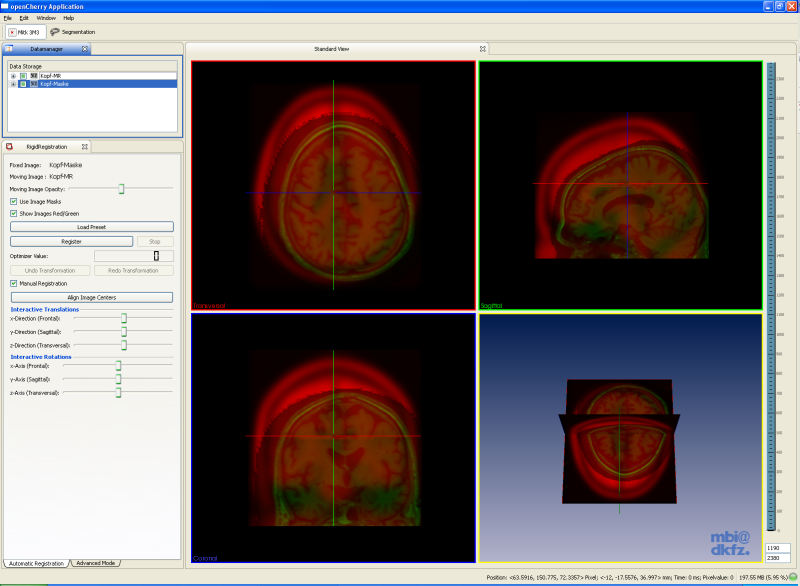 openCherry Application
File Edit Window Help
Mitk 3M3 Segmentation
Datamanager
Standard View
Data Storage
Kopf-MR
Kopf-Maske
RigidRegistration
Fixed Image: Kopf-Maske
Moving Image : Kopf-MR
Moving Image Opacity:
Use Image Masks
Show Images Red/Green
Load Preset
Register Stop
Optimizer Value: 0
Undo Transformation Redo Transformation
Manual Registration
Align Image Centers
Interactive Translations
x-Direction (Frontal):
y-Direction (Sagittal):
z-Direction (Transversal):
Interactive Rotations
x-Axis (Frontal):
y-Axis (Sagittal):
z-Axis (Transversal):
Transversal
Sagittal
Coronal
mbi@
dkfz.
1190
2380
Automatic Registration Advanced Mode
Position: <63.5916, 150.775, 72.3357> Pixel; <-12, -17.5576, 36.997> mm; Time: 0 ms; Pixelvalue: 0 197.55 MB (5.95 %)